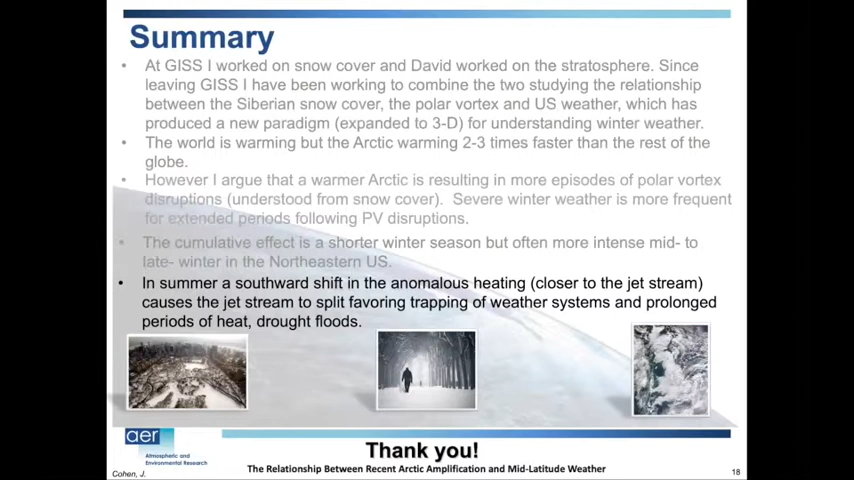 Summary
• At GISS I worked on snow cover and David worked on the stratosphere. Since
leaving GISS I have been working to combine the two studying the relationship
between the Siberian snow cover, the polar vortex and US weather, which has
produced a new paradigm (expanded to 3-D) for understanding winter weather.
• The world is warming but the Arctic warming 2-3 times faster than the rest of the
globe.
• However I argue that a warmer Arctic is resulting in more episodes of polar vortex
disruptions (understood from snow cover). Severe winter weather is more frequent
for extended periods following PV disruptions.
• The cumulative effect is a shorter winter season but often more intense mid- to
late- winter in the Northeastern US.
• In summer a southward shift in the anomalous heating (closer to the jet stream)
causes the jet stream to split favoring trapping of weather systems and prolonged
periods of heat, drought floods.
aer
Atmospheric and
Environmental Research
Thank you!
Cohen, J.
The Relationship Between Recent Arctic Amplification and Mid-Latitude Weather
18